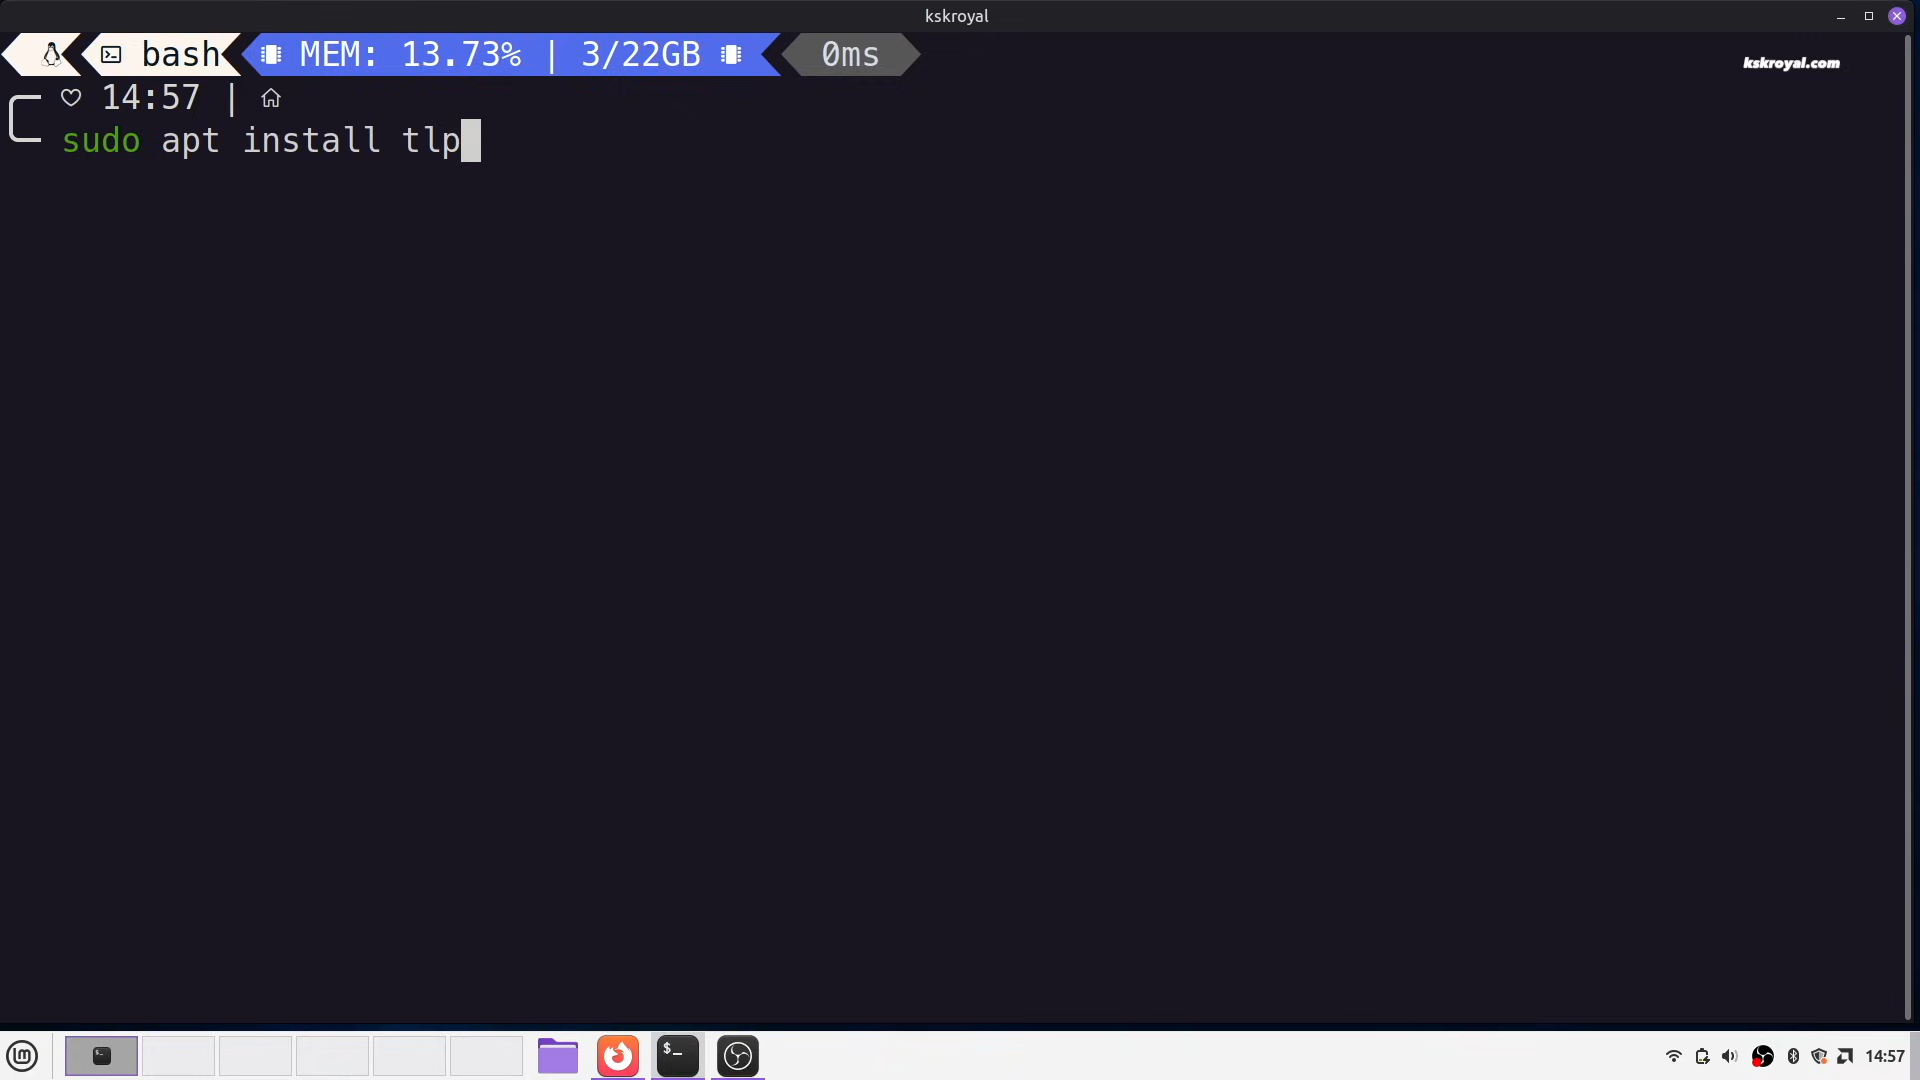 kskroyal
bash MEM: 13.73% | 3/22GB 0ms
kskroyal.com
14:57 |
sudo apt install tlp
14:57